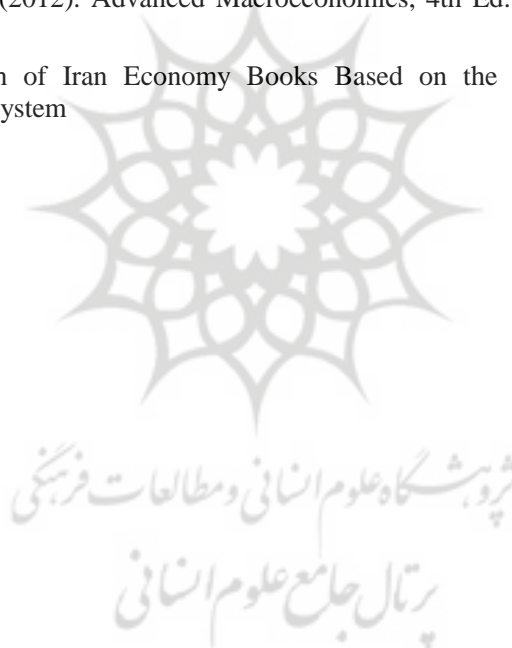 (2012). Advanced Macroeconomics, 4th Ed.
of Iran Economy Books Based on the
ystem
پژوهشگاه علوم انسانی و مطالعات فرهنگی
پرتال جامع علوم انسانی